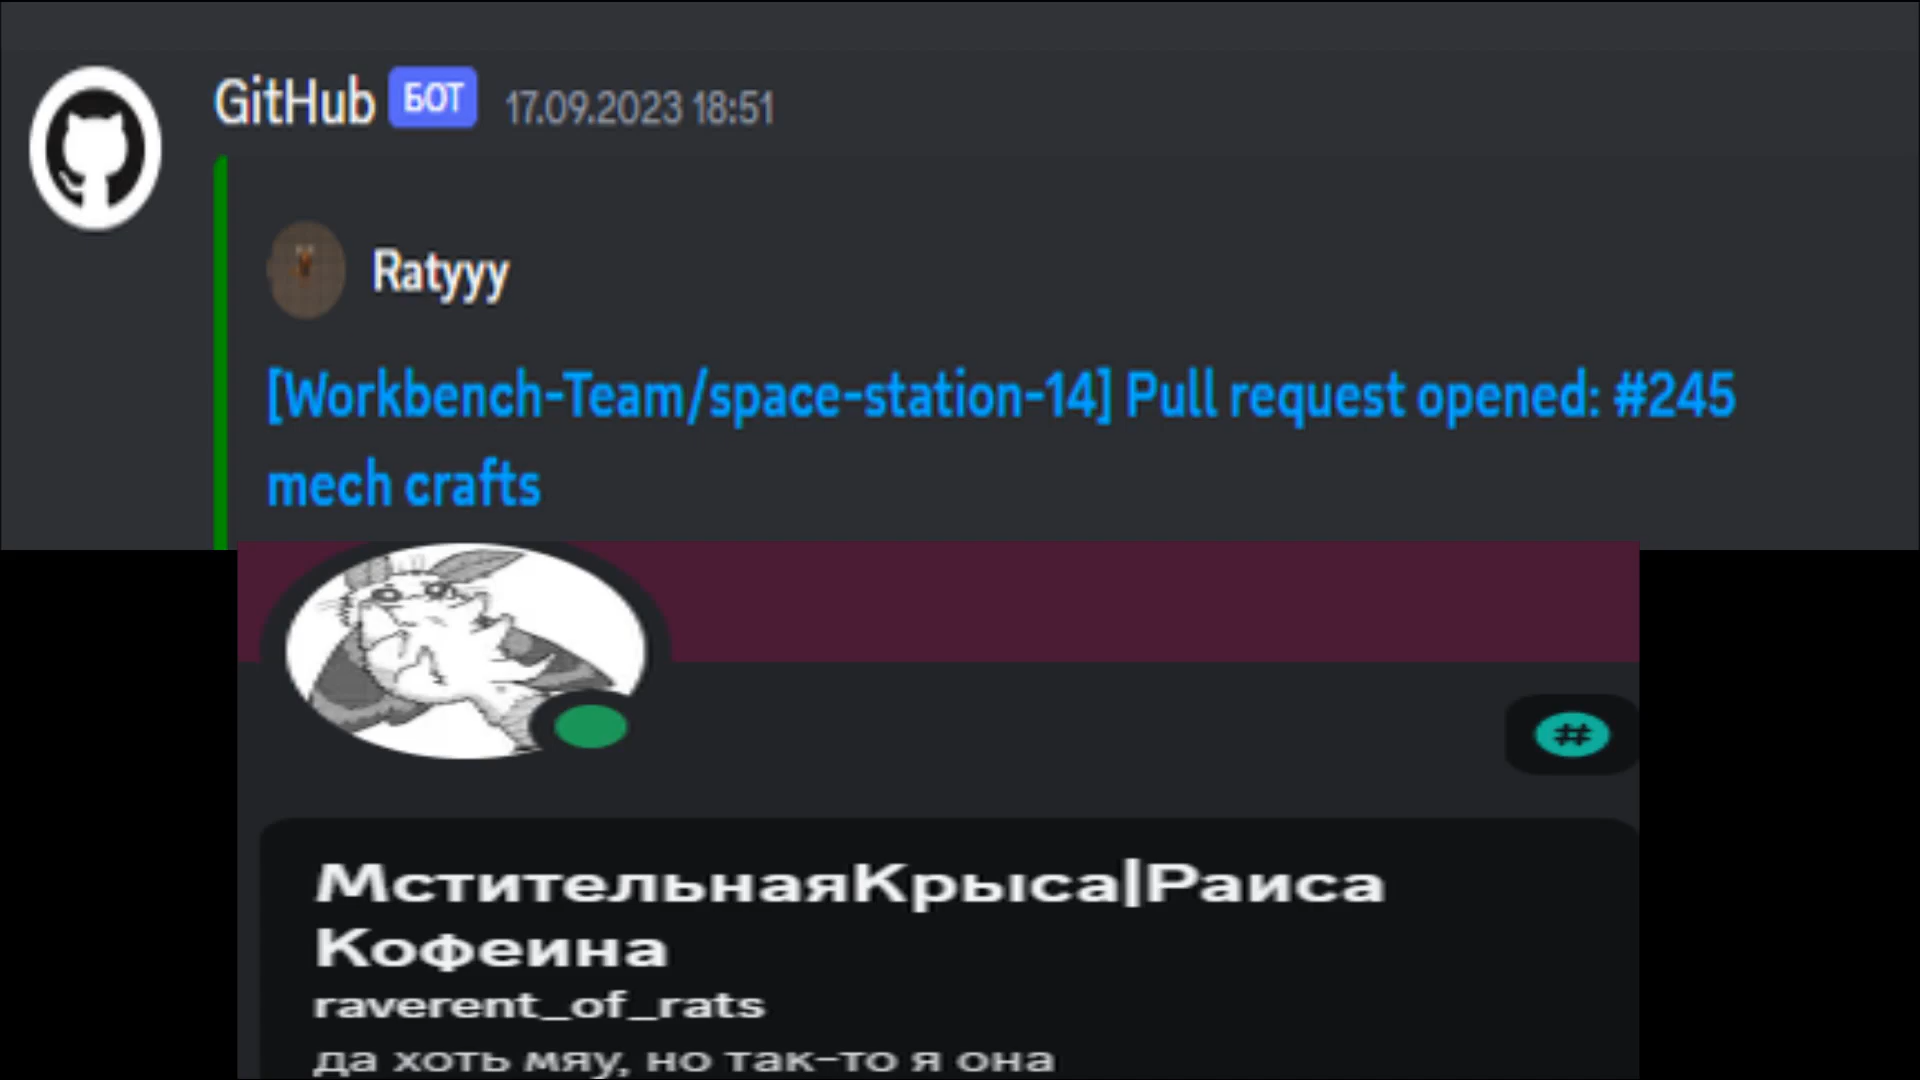 GitHub БОТ 17.09.2023 18:51
Ratyyy
[Workbench-Team/space-station-14] Pull request opened: #245
mech crafts
#
МстительнаяКрыса|Раиса
Кофеина
raverent_of_rats
да хоть мяу, но так-то я она